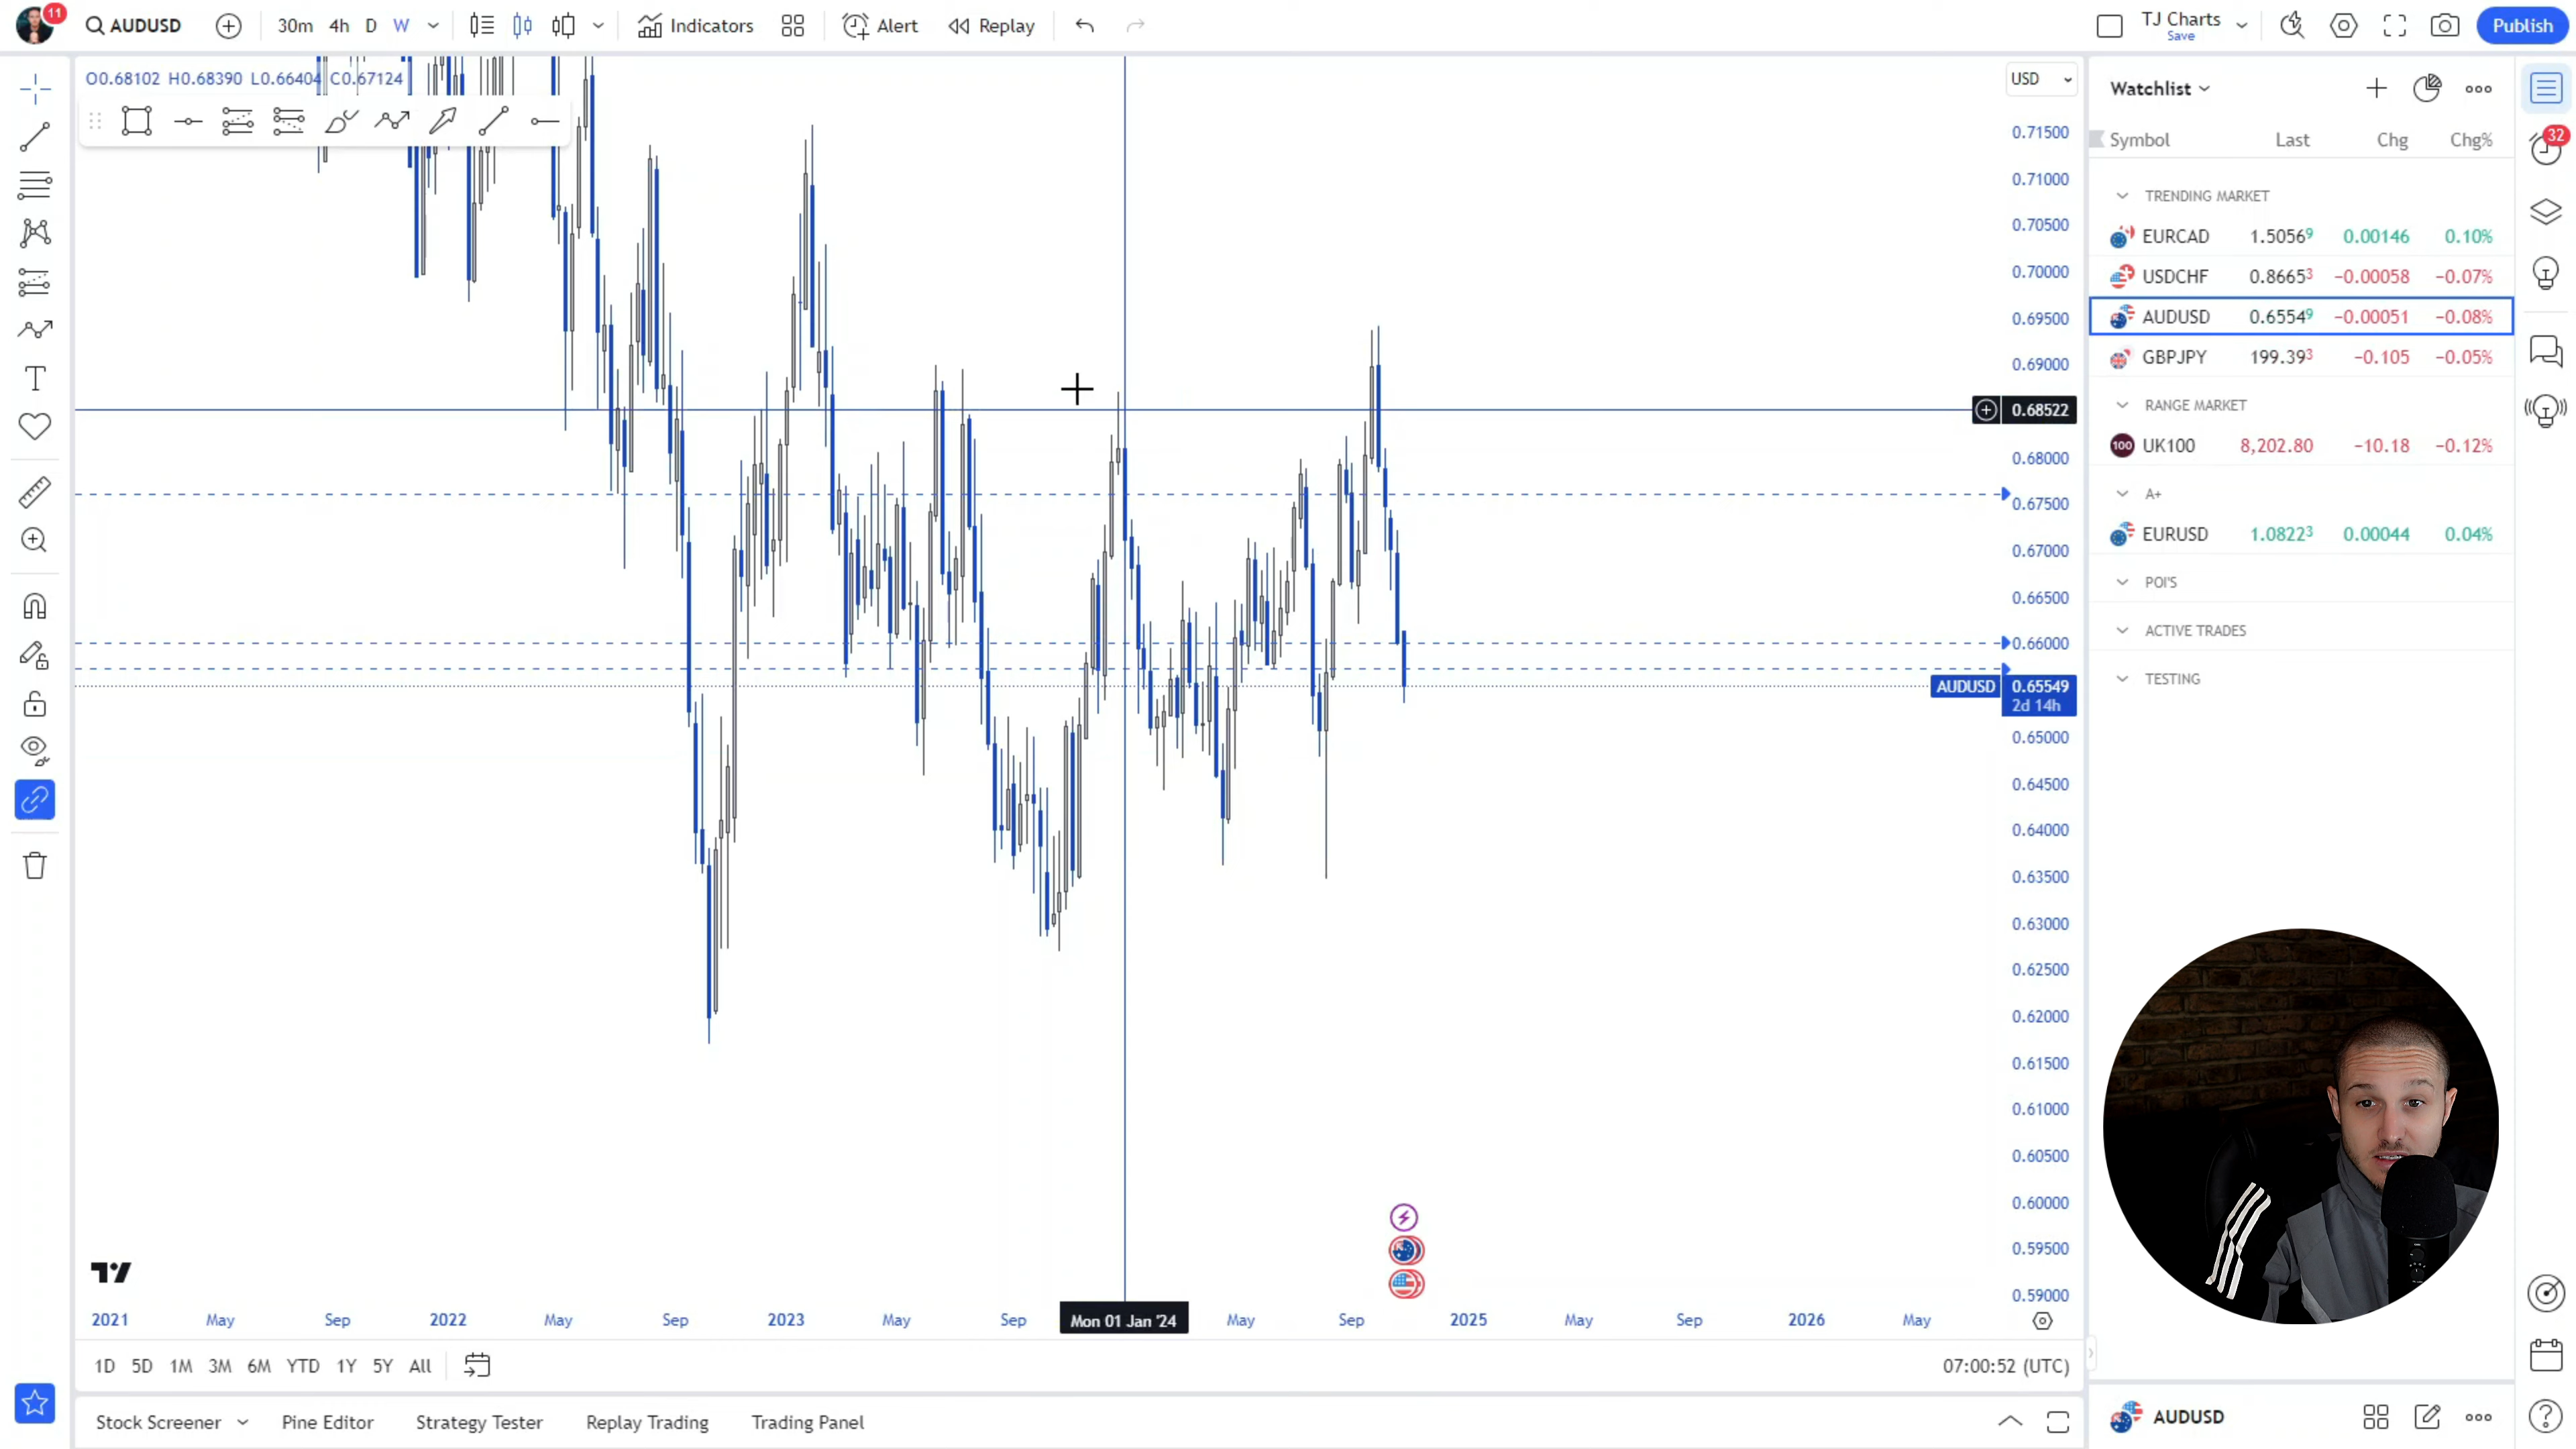 11
AUDUSD
30m 4h D W
Indicators
Alert
Replay
TJ Charts
Save
Publish
O0.68102 H0.68390 L0.66404 C0.67124
USD
0.71500
0.71000
0.70500
0.70000
0.69500
0.69000
0.68522
0.68000
0.67500
0.67000
0.66500
0.66000
AUDUSD 0.65549
2d 14h
0.65000
0.64500
0.64000
0.63500
0.63000
0.62500
0.62000
0.61500
0.61000
0.60500
0.60000
0.59500
0.59000
2021 May Sep 2022 May Sep 2023 May Sep Mon 01 Jan '24 May Sep 2025 May Sep 2026 May
1D 5D 1M 3M 6M YTD 1Y 5Y All
07:00:52 (UTC)
Stock Screener Pine Editor Strategy Tester Replay Trading Trading Panel
Watchlist
Symbol Last Chg Chg%
TRENDING MARKET
EURCAD 1.50569 0.00146 0.10%
USDCHF 0.86653 −0.00058 −0.07%
AUDUSD 0.65549 −0.00051 −0.08%
GBPJPY 199.393 −0.105 −0.05%
RANGE MARKET
100 UK100 8,202.80 −10.18 −0.12%
A+
EURUSD 1.08223 0.00044 0.04%
POI'S
ACTIVE TRADES
TESTING
AUDUSD
32